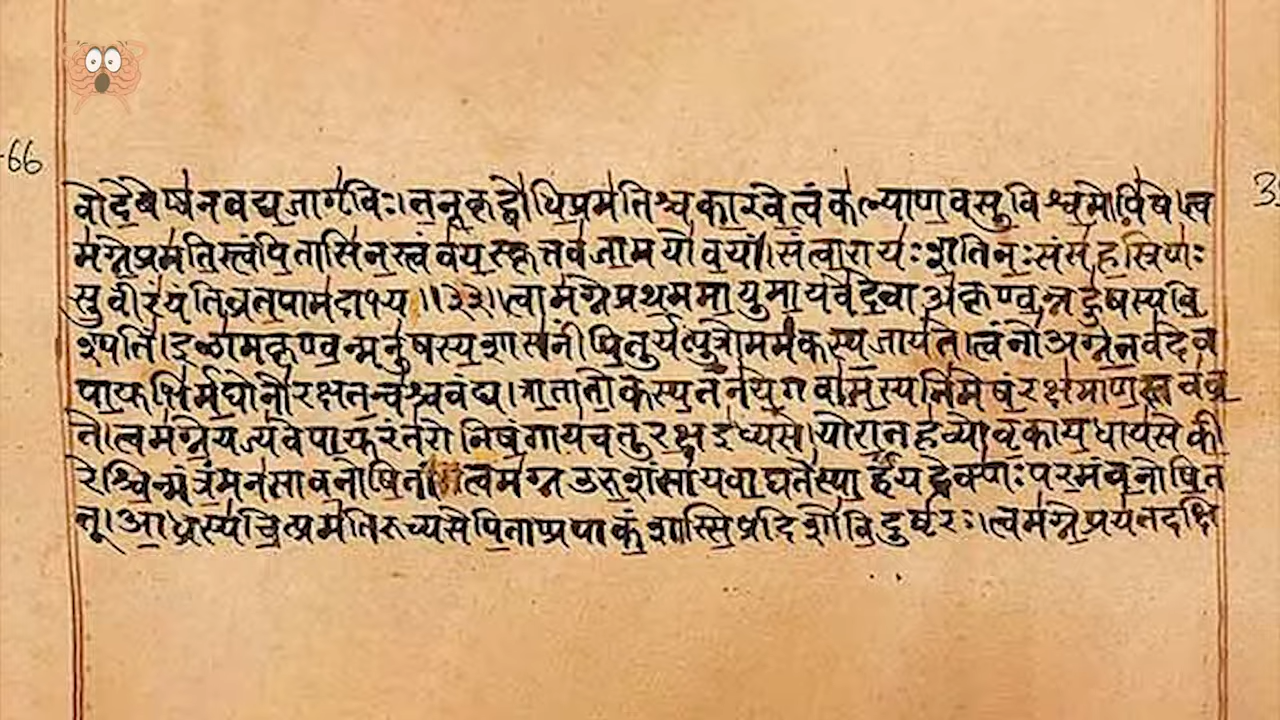 66
वोदेवेष्वनवद्यजागृविः।तनूकृद्बोधिप्रमतिश्चकारवेत्वंकल्याणवसुविश्वमोपिषे।त्व
मग्नेप्रमतिस्त्वंपितासिनस्त्वंवयस्कृत्तवजामयोवयं॥संत्वारायःशतिनःसंसहस्रिणः
सुवीरंयंतिव्रतपामदाभ्य॥३३॥त्वामग्नेप्रथममायुमायवेदेवाअकृण्वन्नहुषस्यवि
श्पतिं।इळामकृण्वन्मनुषस्यशासनींपितुर्यत्पुत्रोममकस्यजायते।त्वंनोअग्नेतवदेव
पायुभिर्मघोनोरक्षतन्वश्चवंद्य।त्रातातोकस्यतनयेगवामस्यनिमेषंरक्षमाणस्तवव्र
ते।त्वमग्नेयज्यवेपायुरंतरोनिषंगायचतुरक्षइध्यसे।योरातहव्योवृकायधायसेकी
रेश्चिन्मंत्रंमनसावनोषितं।त्वमग्नउरुशंसायवाघतेस्पार्हंयद्रेक्णःपरमंवनोषित
त्।आध्रस्यचित्प्रमतिरुच्यसेपिताप्रपाकंशास्सिप्रदिशोविदुष्टरः।त्वमग्नेप्रयतदक्षि